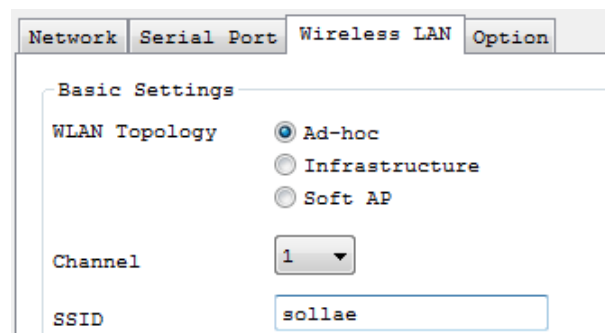 Network Serial Port Wireless LAN Option
Basic Settings
WLAN Topology Ad-hoc
Infrastructure
Soft AP
Channel 1
SSID sollae